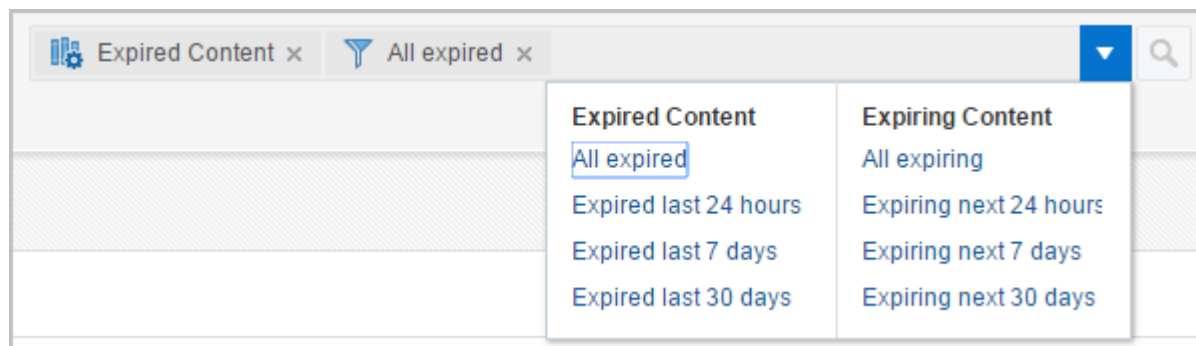 Expired Content × All expired ×
Expired Content
All expired
Expired last 24 hours
Expired last 7 days
Expired last 30 days
Expiring Content
All expiring
Expiring next 24 hours
Expiring next 7 days
Expiring next 30 days